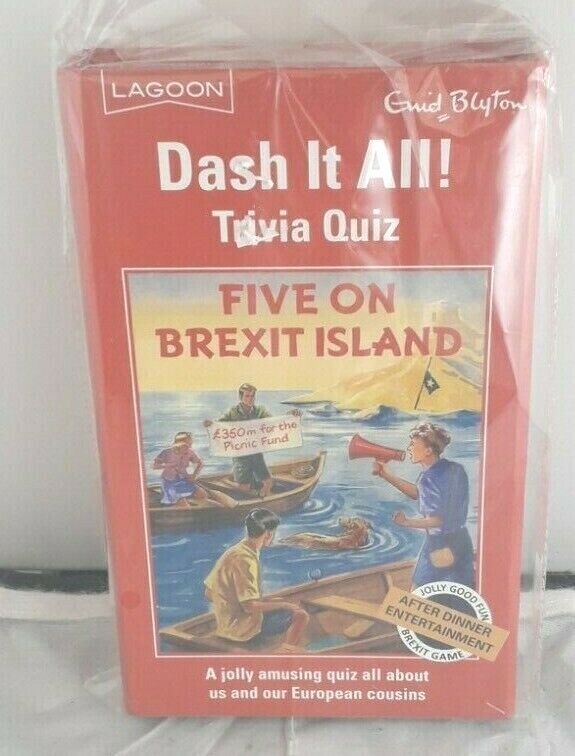 LAGOON
Enid Blyton
Dash It All!
Trivia Quiz
FIVE ON
BREXIT ISLAND
£350m for the
Picnic Fund
JOLLY GOOD FUN
AFTER DINNER
ENTERTAINMENT
BREXIT GAME
A jolly amusing quiz all about
us and our European cousins